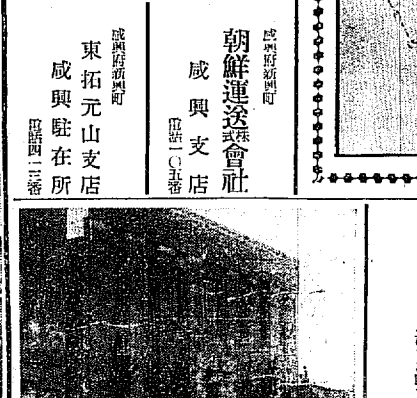 咸興府新興町
朝鮮運送株式會社
咸興支店
電話一〇五番
咸興府新興町
東拓元山支店
咸興駐在所
電話四一三番